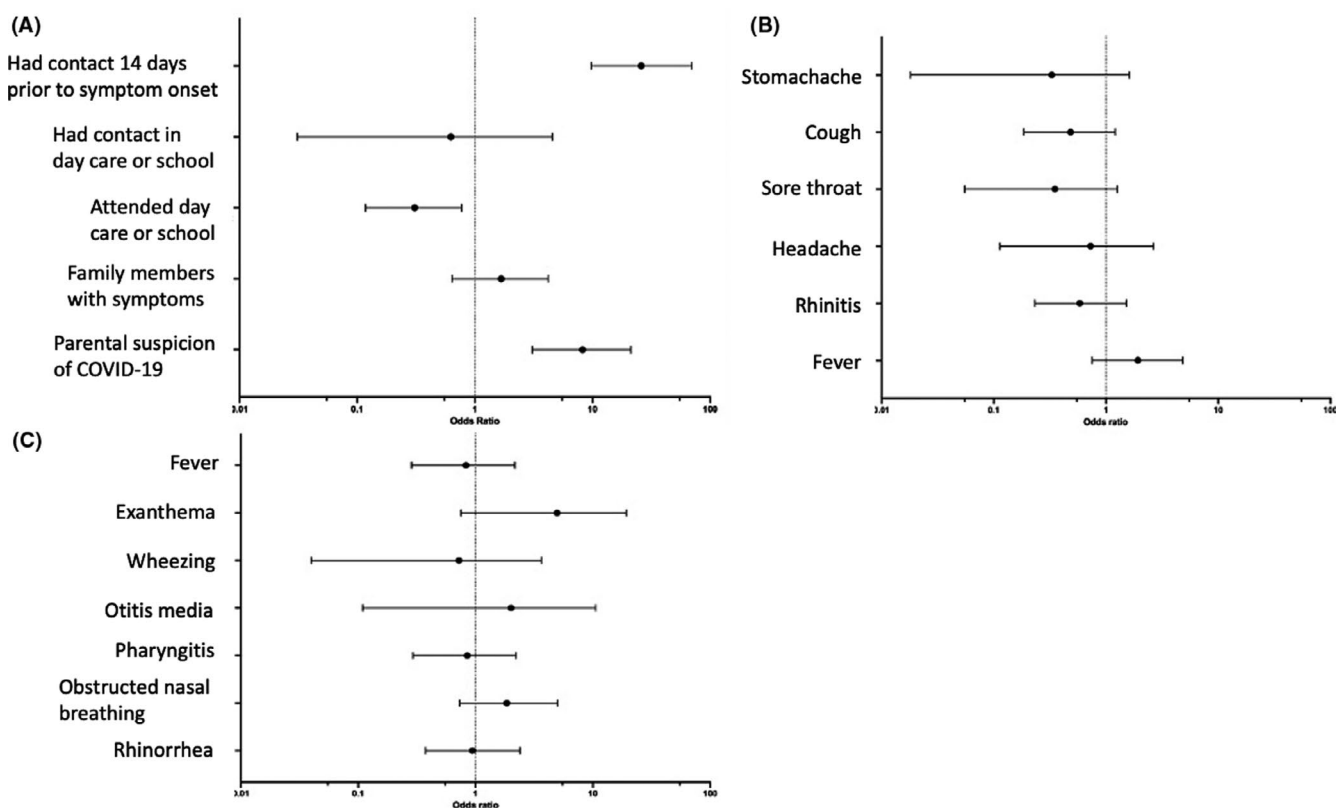 (A)
Had contact 14 days
prior to symptom onset
Had contact in
day care or school
Attended day
care or school
Family members
with symptoms
Parental suspicion
of COVID-19
.01 0.1 1 10 100
Odds Ratio
(B)
Stomachache
Cough
Sore throat
Headache
Rhinitis
Fever
.01 0.1 1 10 100
Odds ratio
(C)
Fever
Exanthema
Wheezing
Otitis media
Pharyngitis
Obstructed nasal
breathing
Rhinorrhea
.01 0.1 1 10 100
Odds ratio